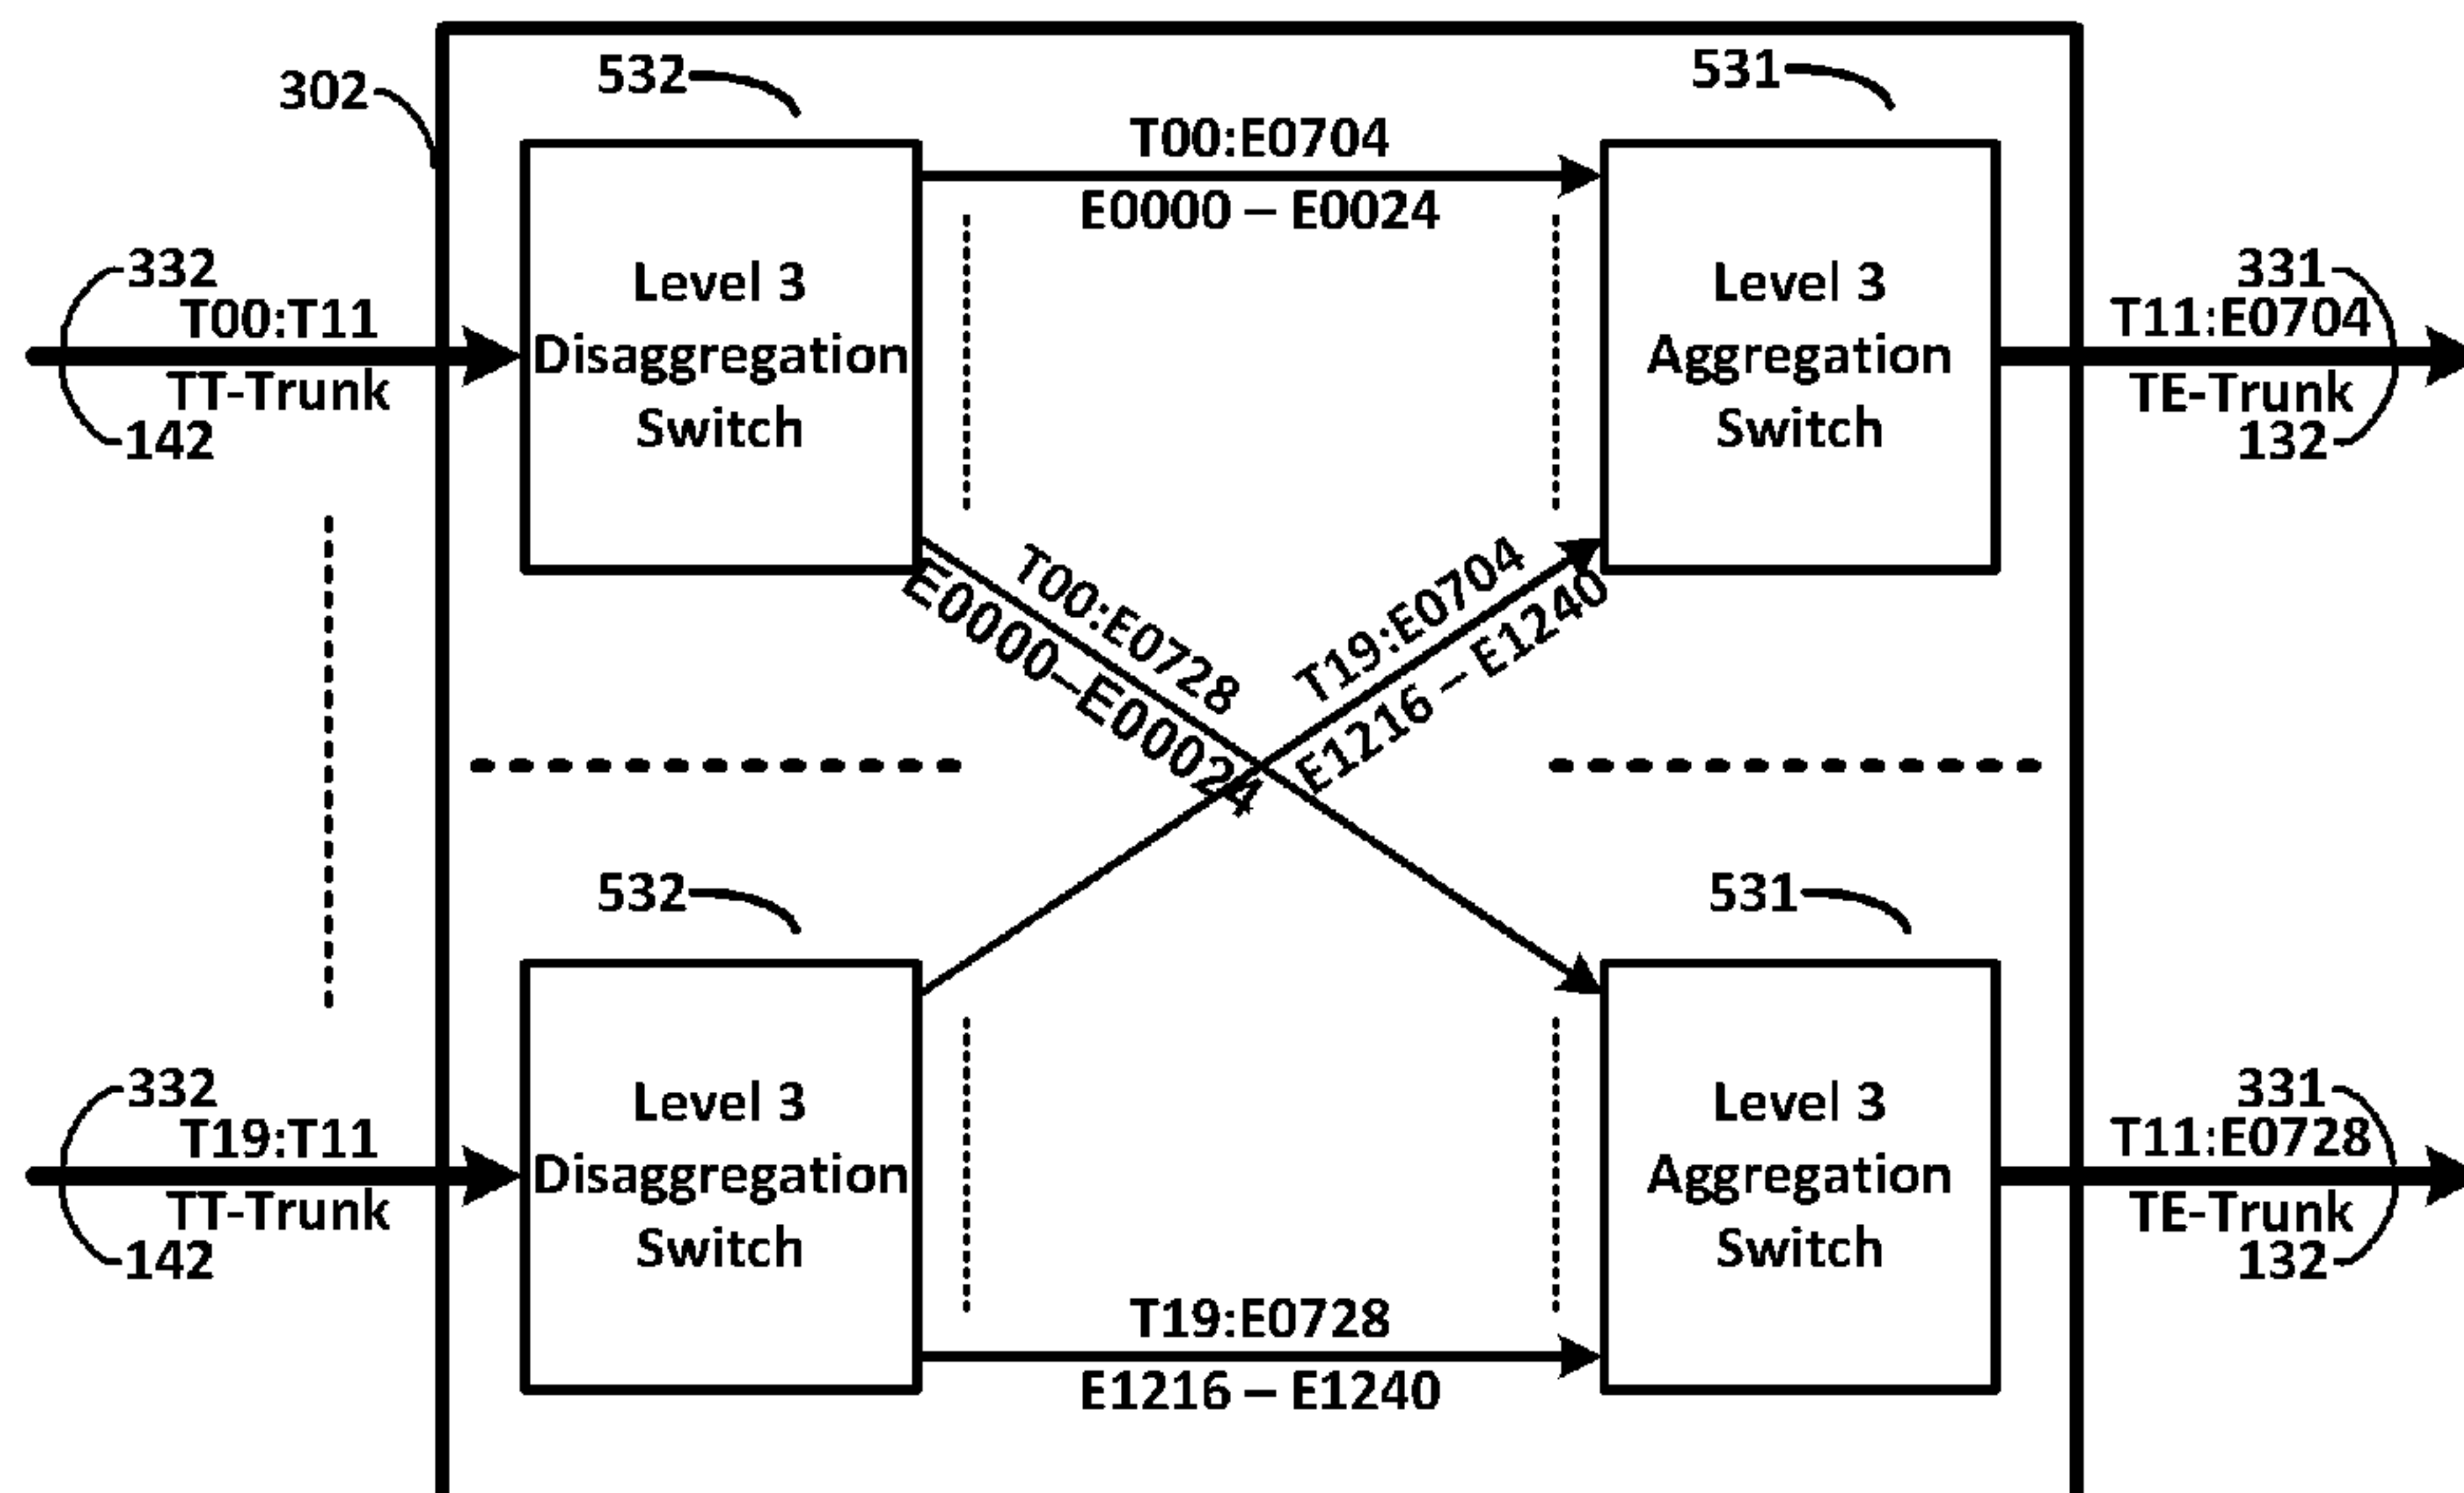 302
532
531
T00:E0704
E0000 – E0024
332
T00:T11
TT-Trunk
142
Level 3
Disaggregation
Switch
Level 3
Aggregation
Switch
331
T11:E0704
TE-Trunk
132
T00:E0728
E0000–E0024
T19:E0704
E1216 – E1240
532
531
332
T19:T11
TT-Trunk
142
Level 3
Disaggregation
Switch
Level 3
Aggregation
Switch
331
T11:E0728
TE-Trunk
132
T19:E0728
E1216 – E1240